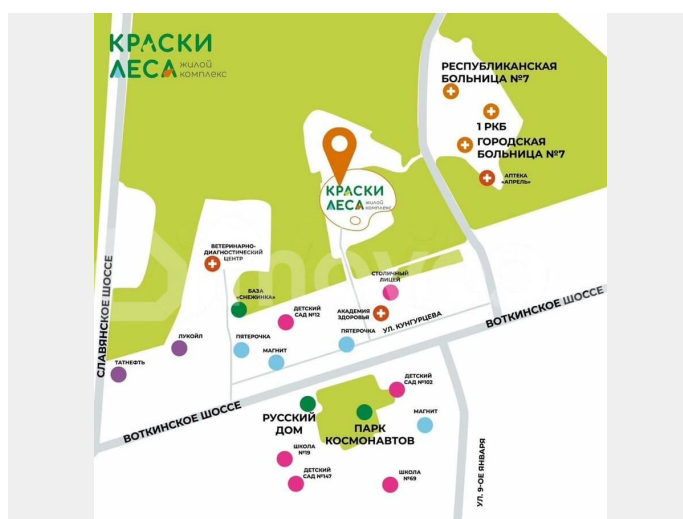 КРАСКИ
ЛЕСА жилой
комплекс
РЕСПУБЛИКАНСКАЯ
БОЛЬНИЦА №7
1 РКБ
ГОРОДСКАЯ
БОЛЬНИЦА №7
АПТЕКА
«АПРЕЛЬ»
КРАСКИ
ЛЕСА жилой
комплекс
ВЕТЕРИНАРНО-
ДИАГНОСТИЧЕСКИЙ
ЦЕНТР
СТОЛИЧНЫЙ
ЛИЦЕЙ
БАЗА
«СМЕЖИНКА»
ДЕТСКИЙ
САД №12
АКАДЕМИЯ
ЗДОРОВЬЯ
УЛ. КУНГУРЦЕВА
ВОТКИНСКОЕ ШОССЕ
СЛАВЯНСКОЕ ШОССЕ
ЛУКОЙЛ
ПЯТЕРОЧКА
МАГНИТ
ПЯТЕРОЧКА
ТАТНЕФТЬ
ДЕТСКИЙ
САД №102
ВОТКИНСКОЕ ШОССЕ
РУССКИЙ
ДОМ
ПАРК
КОСМОНАВТОВ
МАГНИТ
ШКОЛА
№19
ДЕТСКИЙ
САД №147
ШКОЛА
№69
УЛ. 9-ОЕ ЯНВАРЯ